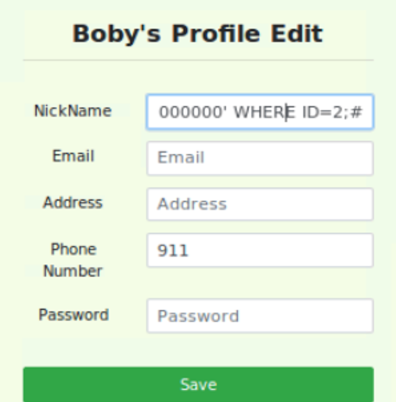 Boby's Profile Edit
NickName 000000' WHERE ID=2;#
Email Email
Address Address
Phone Number 911
Password Password
Save